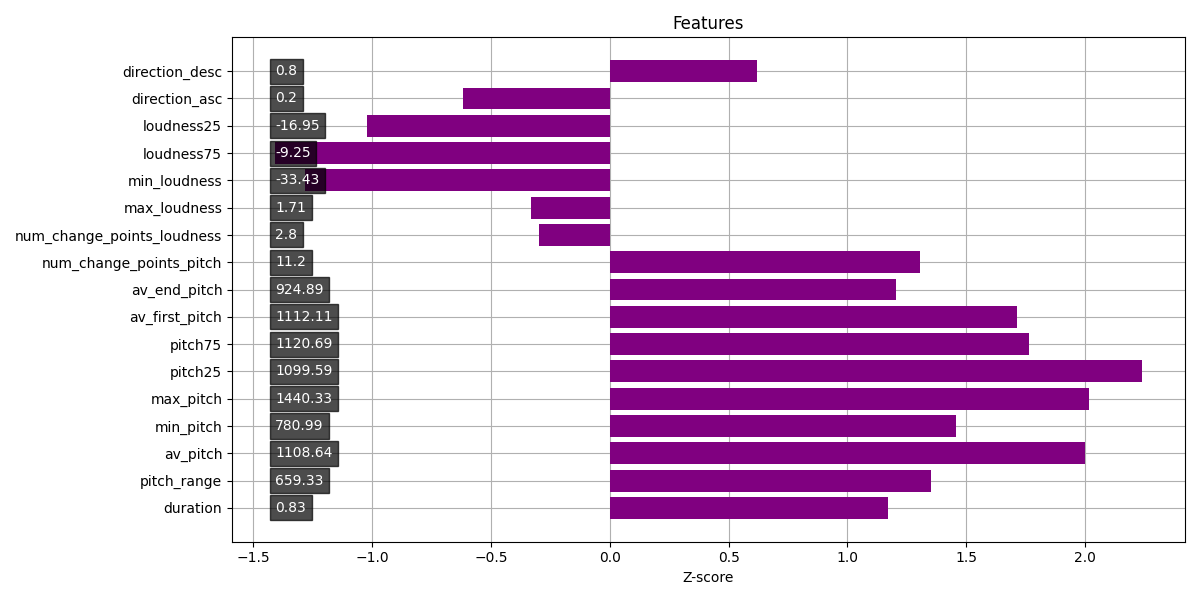 Features
direction_desc 0.8
direction_asc 0.2
loudness25 -16.95
loudness75 -9.25
min_loudness -33.43
max_loudness 1.71
num_change_points_loudness 2.8
num_change_points_pitch 11.2
av_end_pitch 924.89
av_first_pitch 1112.11
pitch75 1120.69
pitch25 1099.59
max_pitch 1440.33
min_pitch 780.99
av_pitch 1108.64
pitch_range 659.33
duration 0.83
−1.5 −1.0 −0.5 0.0 0.5 1.0 1.5 2.0
Z-score